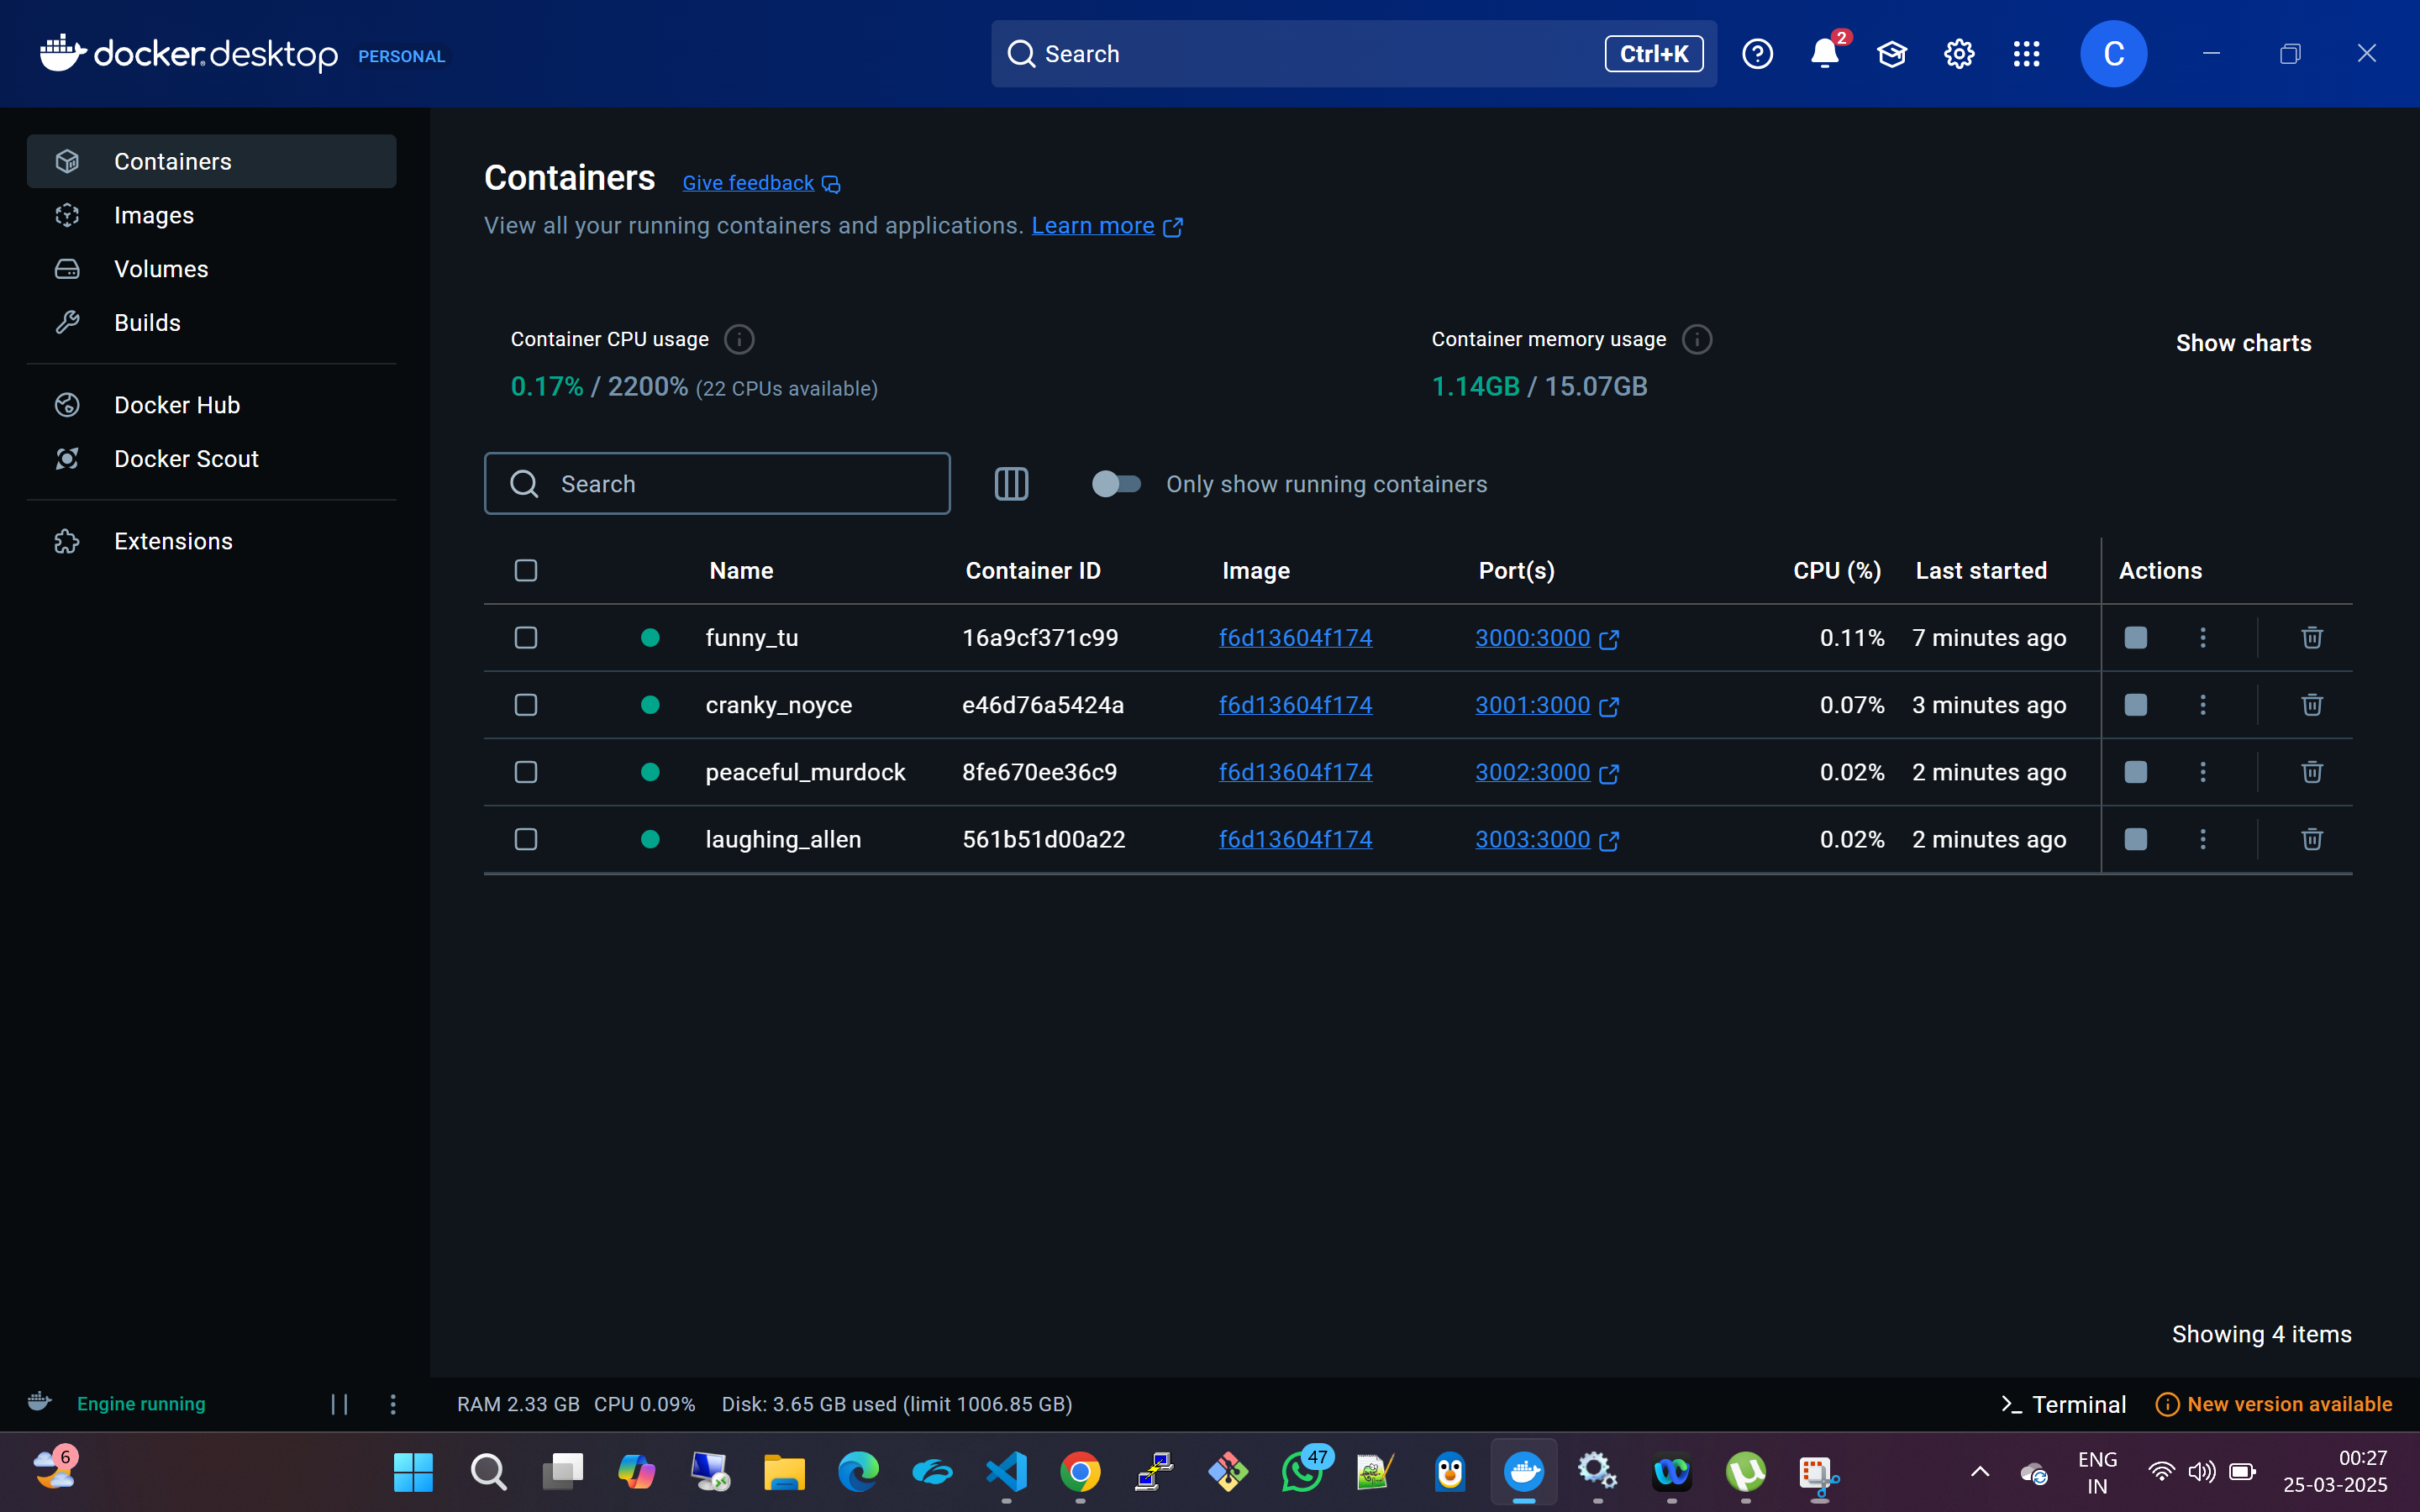 docker.desktop PERSONAL Search Ctrl+K 2 C
Containers
Images
Volumes
Builds
Docker Hub
Docker Scout
Extensions
Containers Give feedback
View all your running containers and applications. Learn more
Container CPU usage
0.17% / 2200% (22 CPUs available)
Container memory usage
1.14GB / 15.07GB
Show charts
Search
Only show running containers
Name Container ID Image Port(s) CPU (%) Last started Actions
funny_tu 16a9cf371c99 f6d13604f174 3000:3000 0.11% 7 minutes ago
cranky_noyce e46d76a5424a f6d13604f174 3001:3000 0.07% 3 minutes ago
peaceful_murdock 8fe670ee36c9 f6d13604f174 3002:3000 0.02% 2 minutes ago
laughing_allen 561b51d00a22 f6d13604f174 3003:3000 0.02% 2 minutes ago
Showing 4 items
Engine running RAM 2.33 GB CPU 0.09% Disk: 3.65 GB used (limit 1006.85 GB) Terminal New version available
6
47
ENG
IN
00:27
25-03-2025